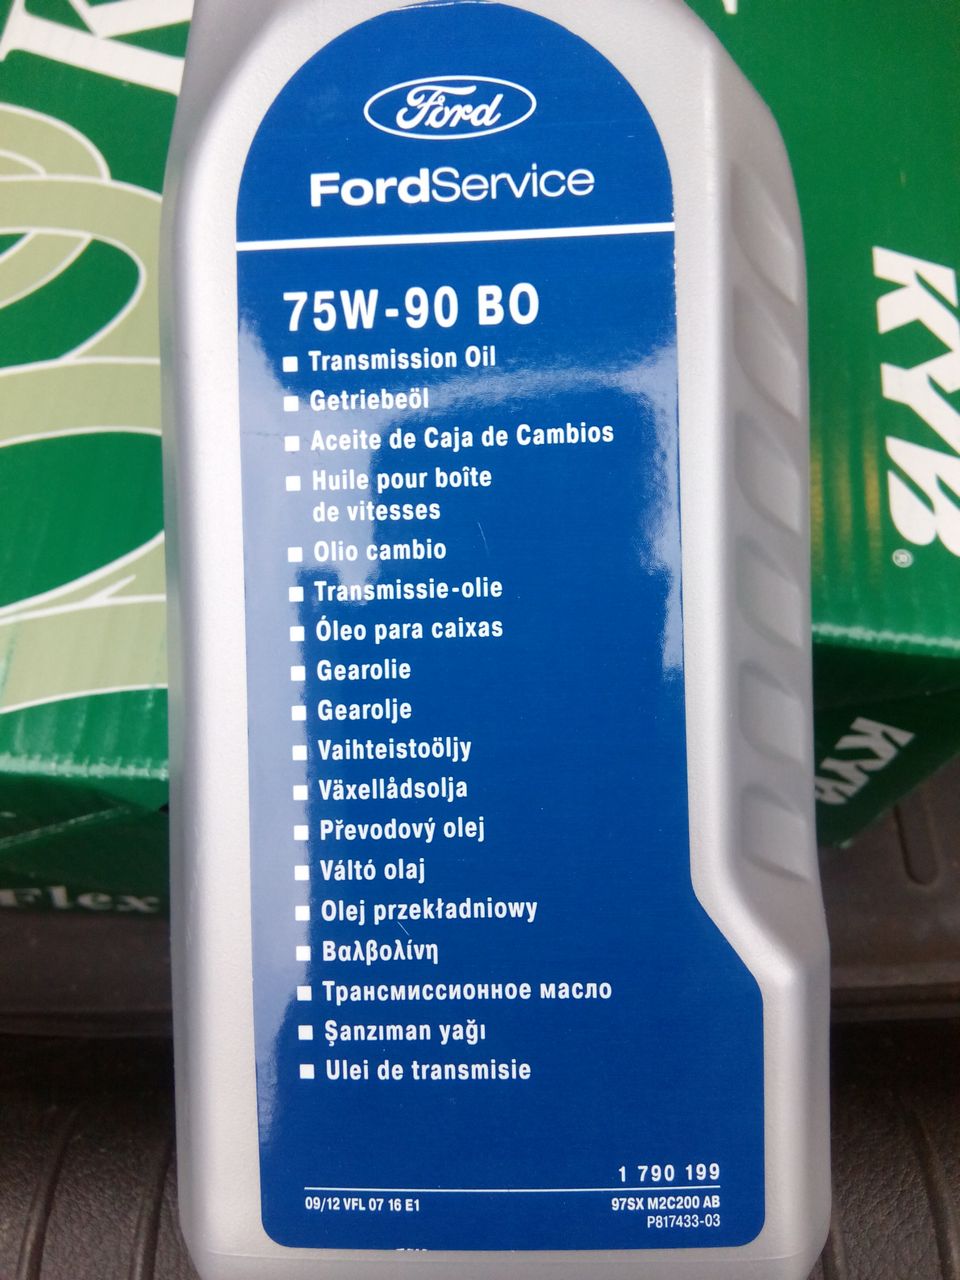 Ford
FordService
75W-90 BO
■ Transmission Oil
■ Getriebeöl
■ Aceite de Caja de Cambios
■ Huile pour boîte
de vitesses
■ Olio cambio
■ Transmissie-olie
■ Óleo para caixas
■ Gearolie
■ Gearolje
■ Vaihteistoöljy
■ Växellådsolja
■ Převodový olej
■ Váltó olaj
■ Olej przekładniowy
■ Βαλβολίνη
■ Трансмиссионное масло
■ Şanzıman yağı
■ Ulei de transmisie
1 790 199
09/12 VFL 07 16 E1
97SX M2C200 AB
P817433-03
KYB®
KYB
Flex